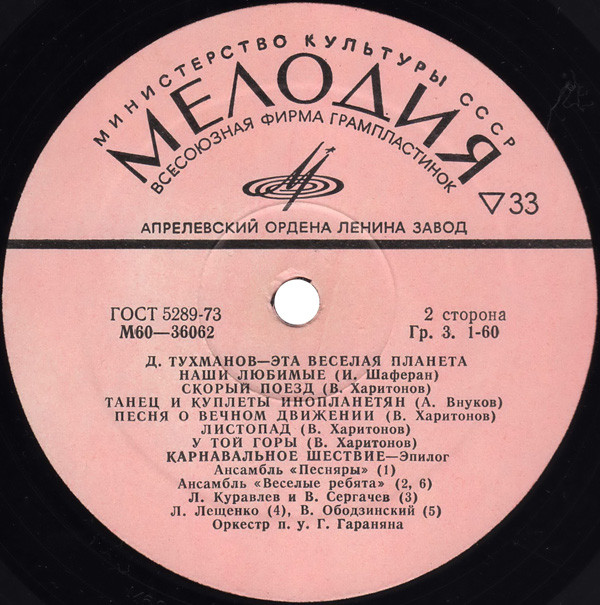 МИНИСТЕРСТВО КУЛЬТУРЫ СССР
МЕЛОДИЯ
ВСЕСОЮЗНАЯ ФИРМА ГРАМПЛАСТИНОК
▽33
АПРЕЛЕВСКИЙ ОРДЕНА ЛЕНИНА ЗАВОД
ГОСТ 5289-73 2 сторона
М60—36062 Гр. 3. 1-60
Д. ТУХМАНОВ—ЭТА ВЕСЕЛАЯ ПЛАНЕТА
НАШИ ЛЮБИМЫЕ (И. Шаферан)
СКОРЫЙ ПОЕЗД (В. Харитонов)
ТАНЕЦ И КУПЛЕТЫ ИНОПЛАНЕТЯН (А. Внуков)
ПЕСНЯ О ВЕЧНОМ ДВИЖЕНИИ (В. Харитонов)
ЛИСТОПАД (В. Харитонов)
У ТОЙ ГОРЫ (В. Харитонов)
КАРНАВАЛЬНОЕ ШЕСТВИЕ—Эпилог
Ансамбль «Песняры» (1)
Ансамбль «Веселые ребята» (2, 6)
Л. Куравлев и В. Сергачев (3)
Л. Лещенко (4), В. Ободзинский (5)
Оркестр п. у. Г. Гараняна